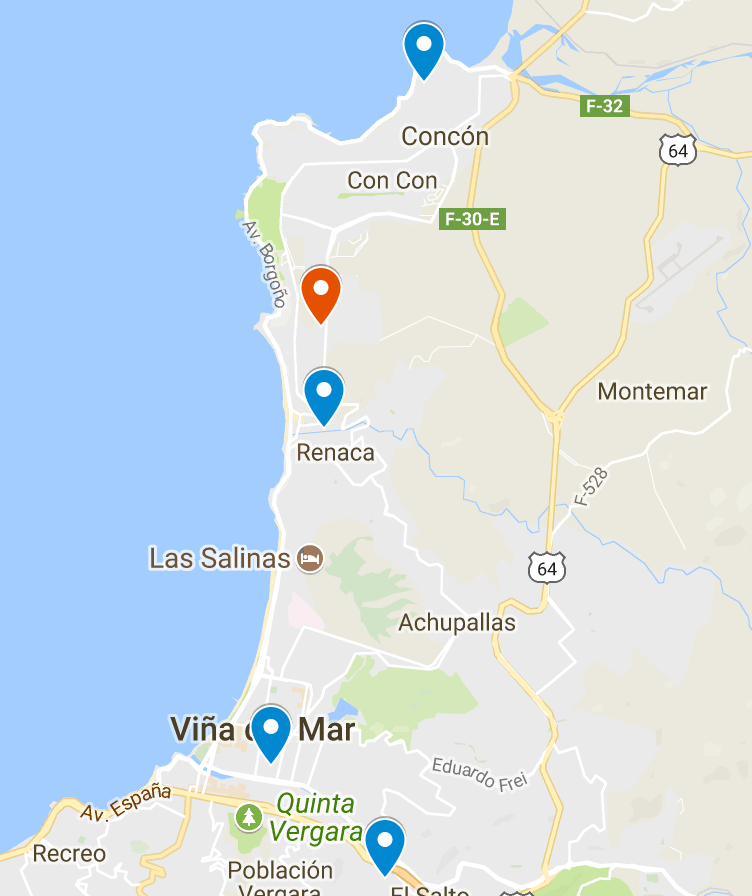 F-32
Concón
64
Con Con
F-30-E
Av. Borgoño
Montemar
Renaca
F-528
Las Salinas
64
Achupallas
Viña Mar
Eduardo Frei
Av. España
Quinta
Vergara
Recreo
Población
Vergara
El Salto